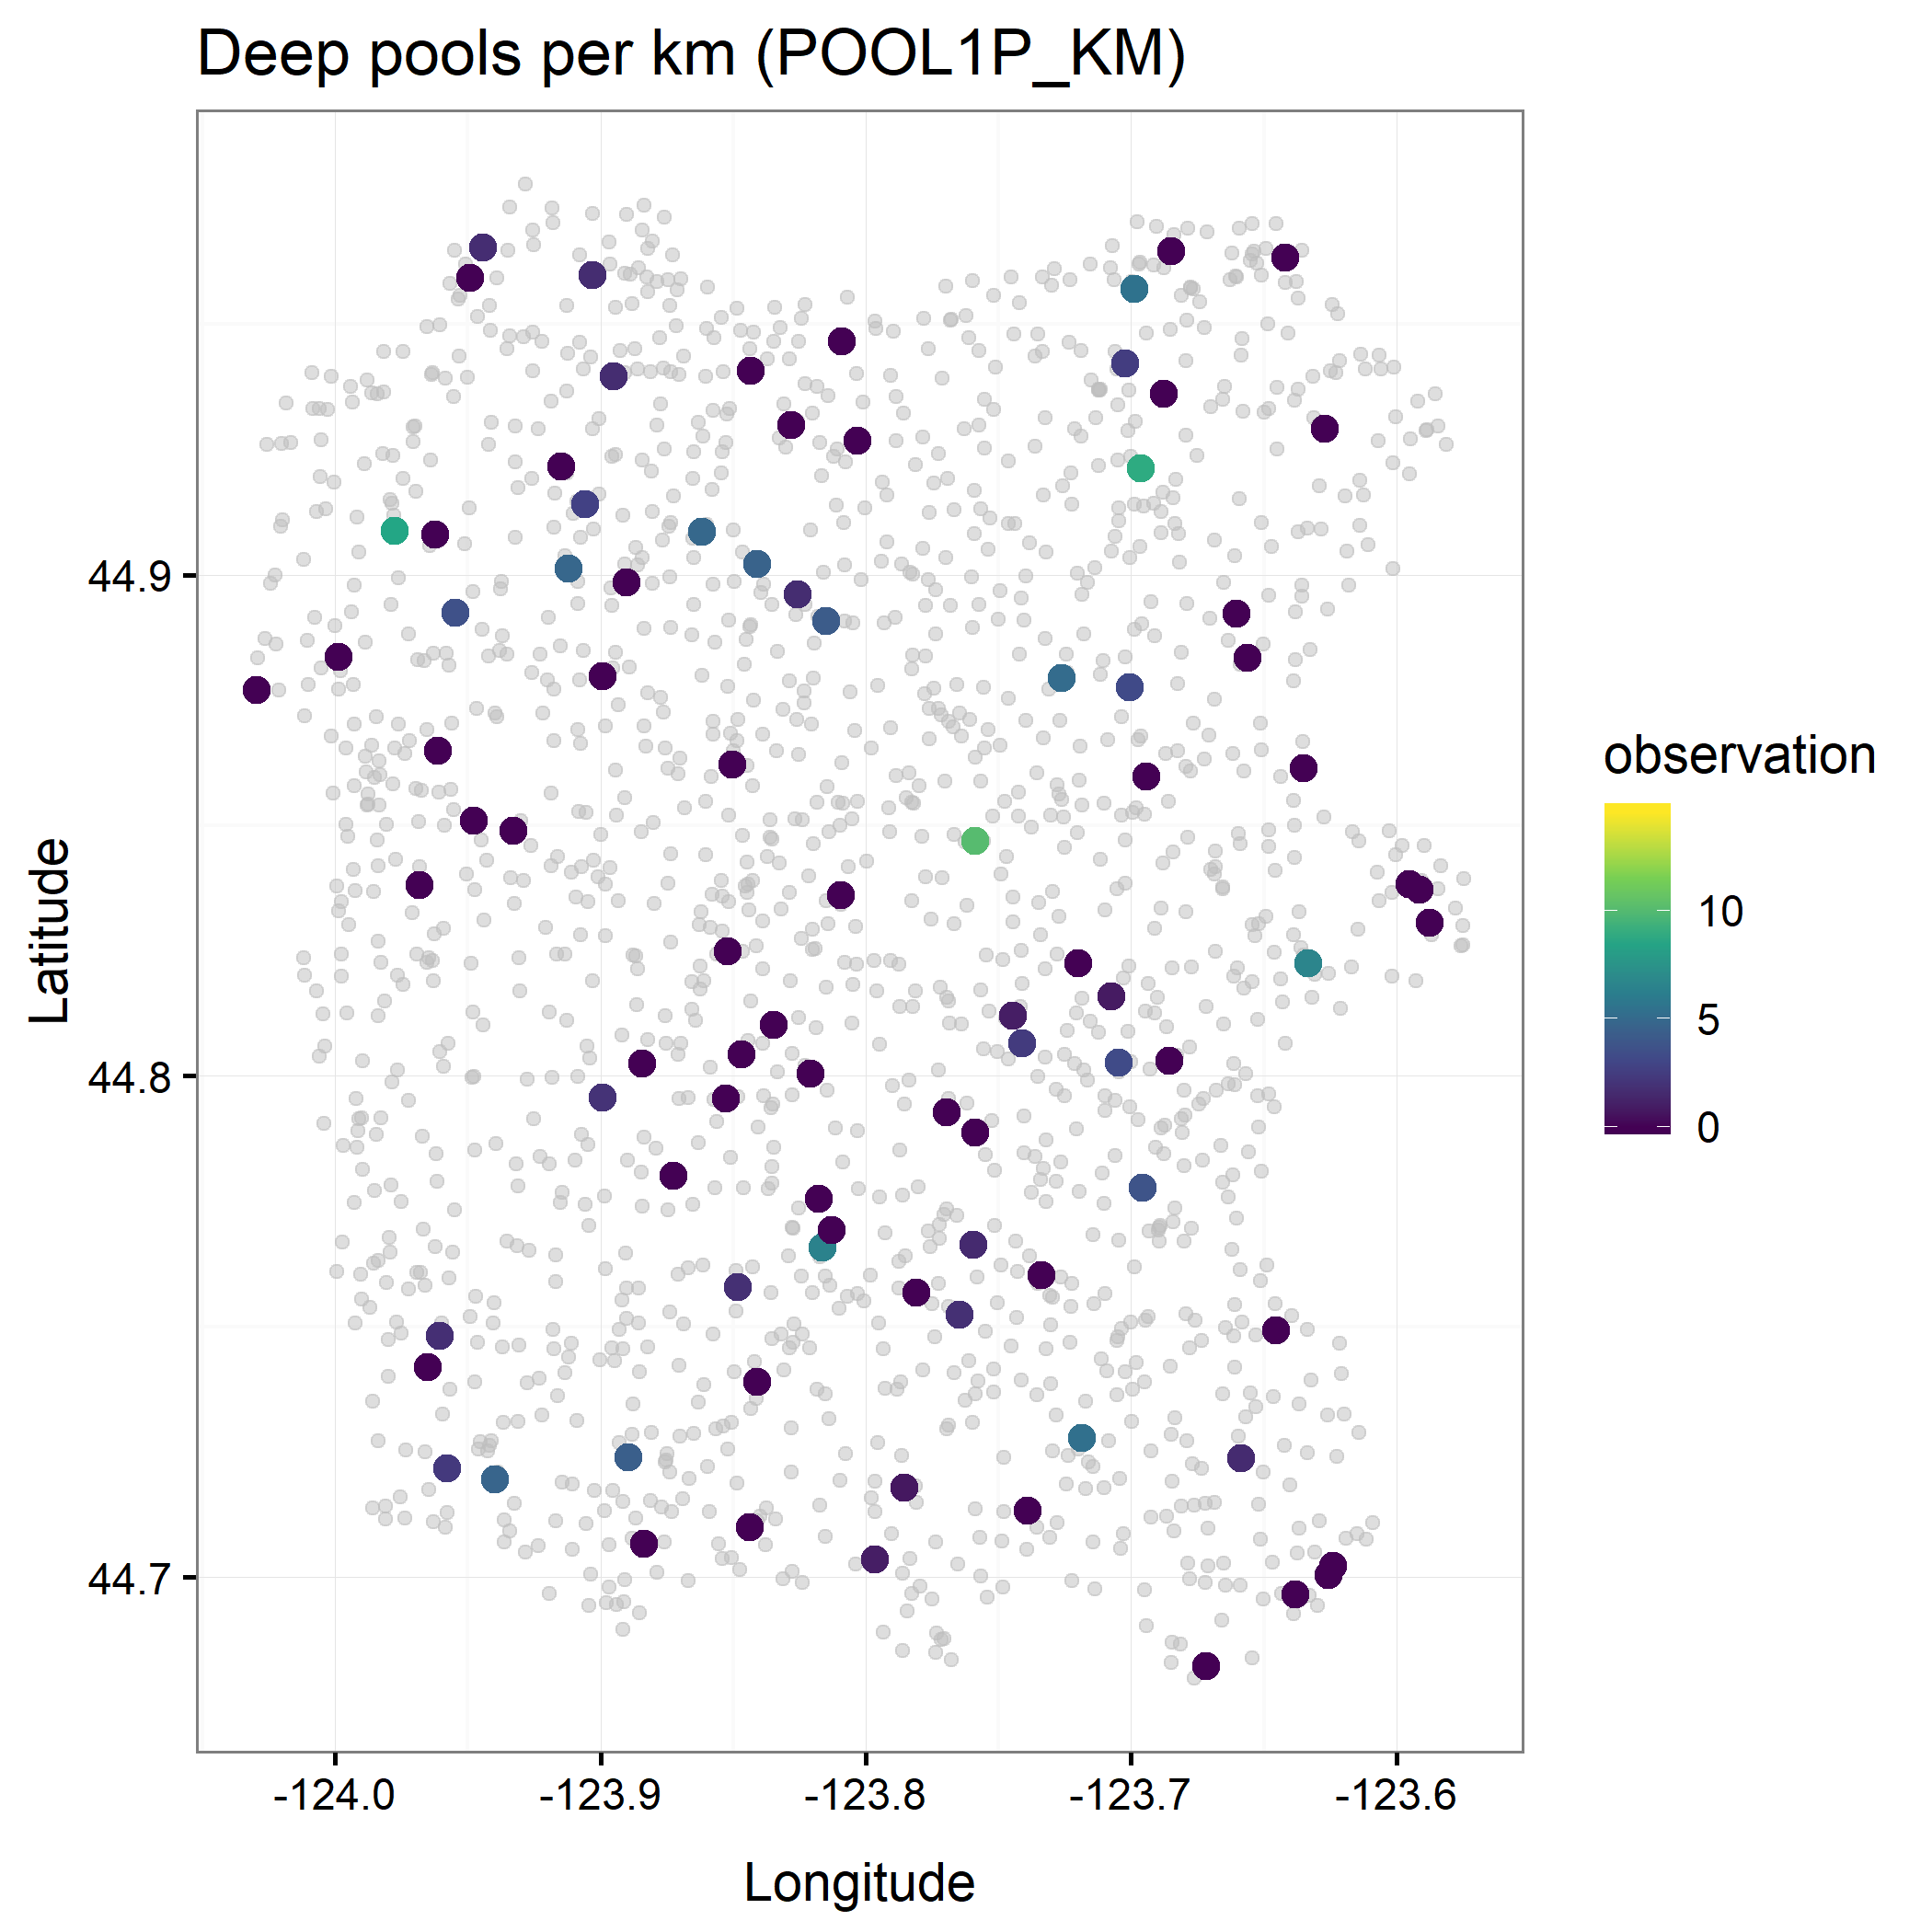 Deep pools per km (POOL1P_KM)
44.9
44.8
44.7
Latitude
-124.0
-123.9
-123.8
-123.7
-123.6
Longitude
observation
10
5
0